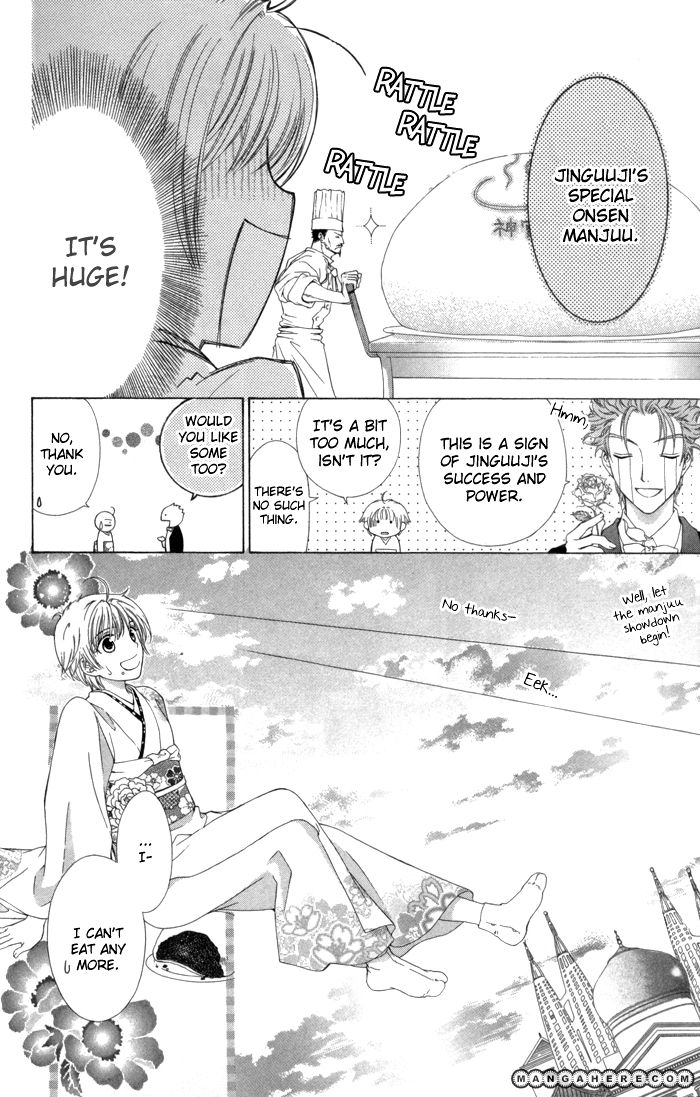 JINGUUJI'S
SPECIAL
ONSEN
MANJUU.
RATTLE
RATTLE
RATTLE
神
IT'S
HUGE!
Hmm,
THIS IS A SIGN
OF JINGUUJI'S
SUCCESS AND
POWER.
IT'S A BIT
TOO MUCH,
ISN'T IT?
THERE'S
NO SUCH
THING.
WOULD
YOU LIKE
SOME
TOO?
NO,
THANK
YOU.
Well, let
the manjuu
showdown
begin!
No thanks-
Eek...
...
I-
I CAN'T
EAT ANY
MORE.
MANGAHERE.COM